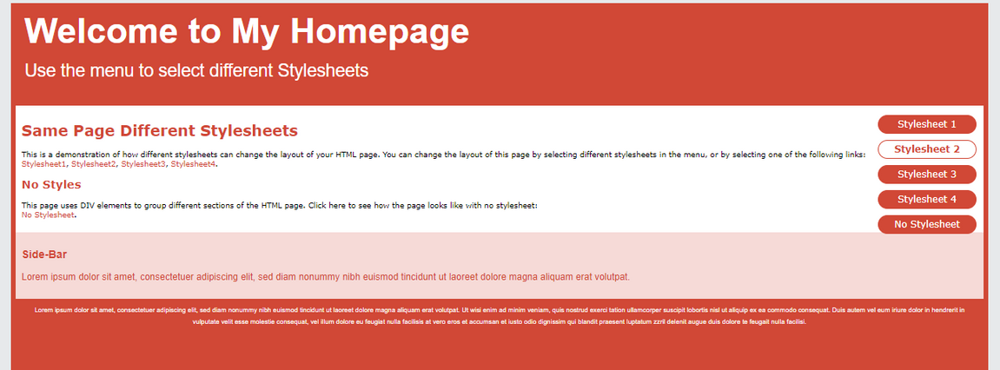 Welcome to My Homepage
Use the menu to select different Stylesheets
Same Page Different Stylesheets
This is a demonstration of how different stylesheets can change the layout of your HTML page. You can change the layout of this page by selecting different stylesheets in the menu, or by selecting one of the following links:
Stylesheet1, Stylesheet2, Stylesheet3, Stylesheet4.
No Styles
This page uses DIV elements to group different sections of the HTML page. Click here to see how the page looks like with no stylesheet:
No Stylesheet.
Stylesheet 1
Stylesheet 2
Stylesheet 3
Stylesheet 4
No Stylesheet
Side-Bar
Lorem ipsum dolor sit amet, consectetuer adipiscing elit, sed diam nonummy nibh euismod tincidunt ut laoreet dolore magna aliquam erat volutpat.
Lorem ipsum dolor sit amet, consectetuer adipiscing elit, sed diam nonummy nibh euismod tincidunt ut laoreet dolore magna aliquam erat volutpat. Ut wisi enim ad minim veniam, quis nostrud exerci tation ullamcorper suscipit lobortis nisl ut aliquip ex ea commodo consequat. Duis autem vel eum iriure dolor in hendrerit in
vulputate velit esse molestie consequat, vel illum dolore eu feugiat nulla facilisis at vero eros et accumsan et iusto odio dignissim qui blandit praesent luptatum zzril delenit augue duis dolore te feugait nulla facilisi.